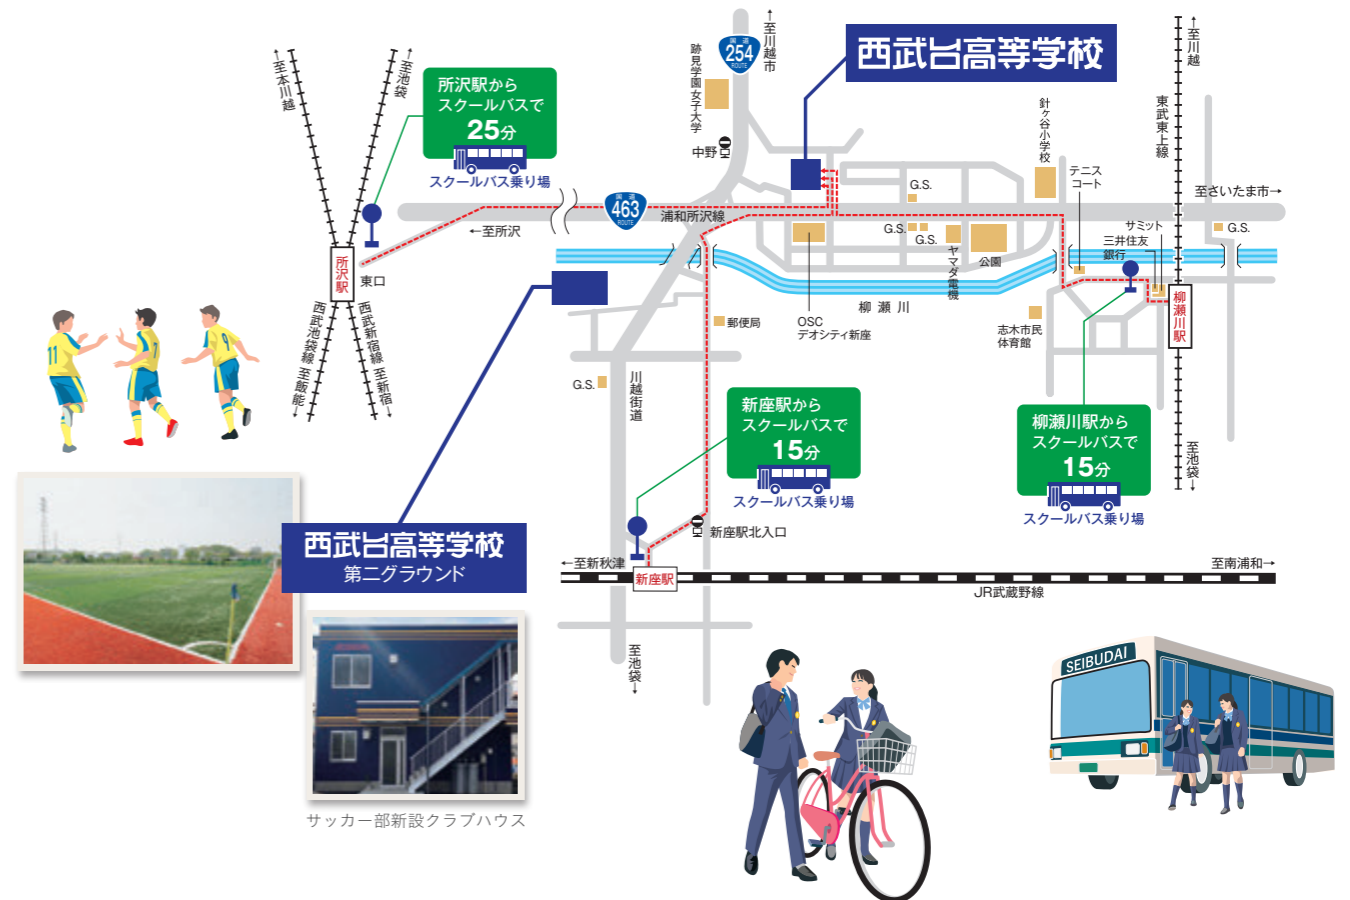 西武台高等学校
国道
254
ROUTE
↑至川越市
跡見学園女子大学
中野
↑至川越
東武東上線
針ヶ谷小学校
テニス
コート
至さいたま市→
サミット
三井住友
銀行
G.S.
G.S.
G.S.
G.S.
ヤマダ電機
公園
OSC
デオシティ新座
柳瀬川
志木市民
体育館
柳瀬川駅
至池袋↓
柳瀬川駅から
スクールバスで
15分
スクールバス乗り場
←至本川越
至池袋→
所沢駅から
スクールバスで
25分
スクールバス乗り場
国道
463
ROUTE
浦和所沢線
←至所沢
所沢駅
東口
西武池袋線 至飯能↓
西武新宿線 至新宿↓
11
7
9
郵便局
G.S.
川越街道
新座駅から
スクールバスで
15分
スクールバス乗り場
新座駅北入口
←至新秋津
新座駅
至南浦和→
JR武蔵野線
至池袋↓
西武台高等学校
第二グラウンド
サッカー部新設クラブハウス
SEIBUDAI